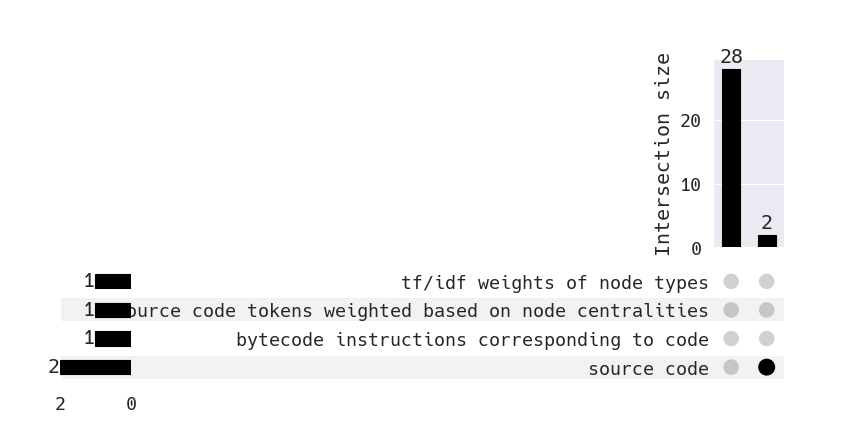 28
Intersection size
20
2
10
0
1 tf/idf weights of node types
1 ource code tokens weighted based on node centralities
1 bytecode instructions corresponding to code
2 source code
2 0